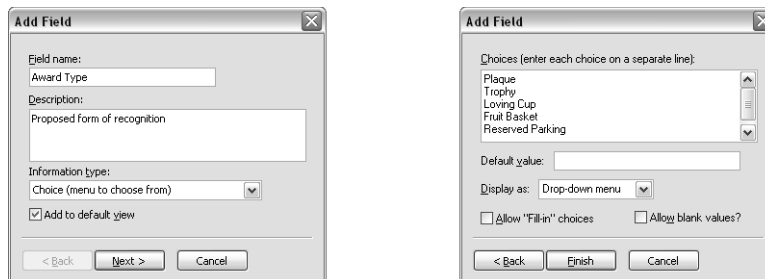 Add Field
Field name:
Award Type
Description:
Proposed form of recognition
Information type:
Choice (menu to choose from)
Add to default view
< Back
Next >
Cancel
Add Field
Choices (enter each choice on a separate line):
Plaque
Trophy
Loving Cup
Fruit Basket
Reserved Parking
Default value:
Display as:
Drop-down menu
Allow "Fill-in" choices
Allow blank values?
< Back
Finish
Cancel